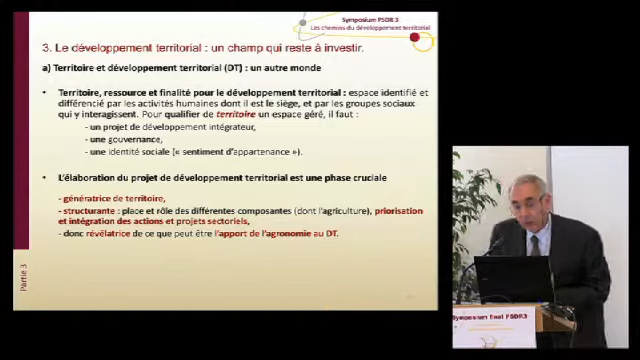 Symposium PSDR 3
Les chemins du développement territorial
3. Le développement territorial : un champ qui reste à investir.
a) Territoire et développement territorial (DT) : un autre monde
• Territoire, ressource et finalité pour le développement territorial : espace identifié et
différencié par les activités humaines dont il est le siège, et par les groupes sociaux
qui y interagissent. Pour qualifier de territoire un espace géré, il faut :
- un projet de développement intégrateur,
- une gouvernance,
- une identité sociale (« sentiment d'appartenance »).
• L'élaboration du projet de développement territorial est une phase cruciale
- génératrice de territoire,
- structurante : place et rôle des différentes composantes (dont l'agriculture), priorisation
et intégration des actions et projets sectoriels,
- donc révélatrice de ce que peut être l'apport de l'agronomie au DT.
Partie 3
Symposium final PSDR3